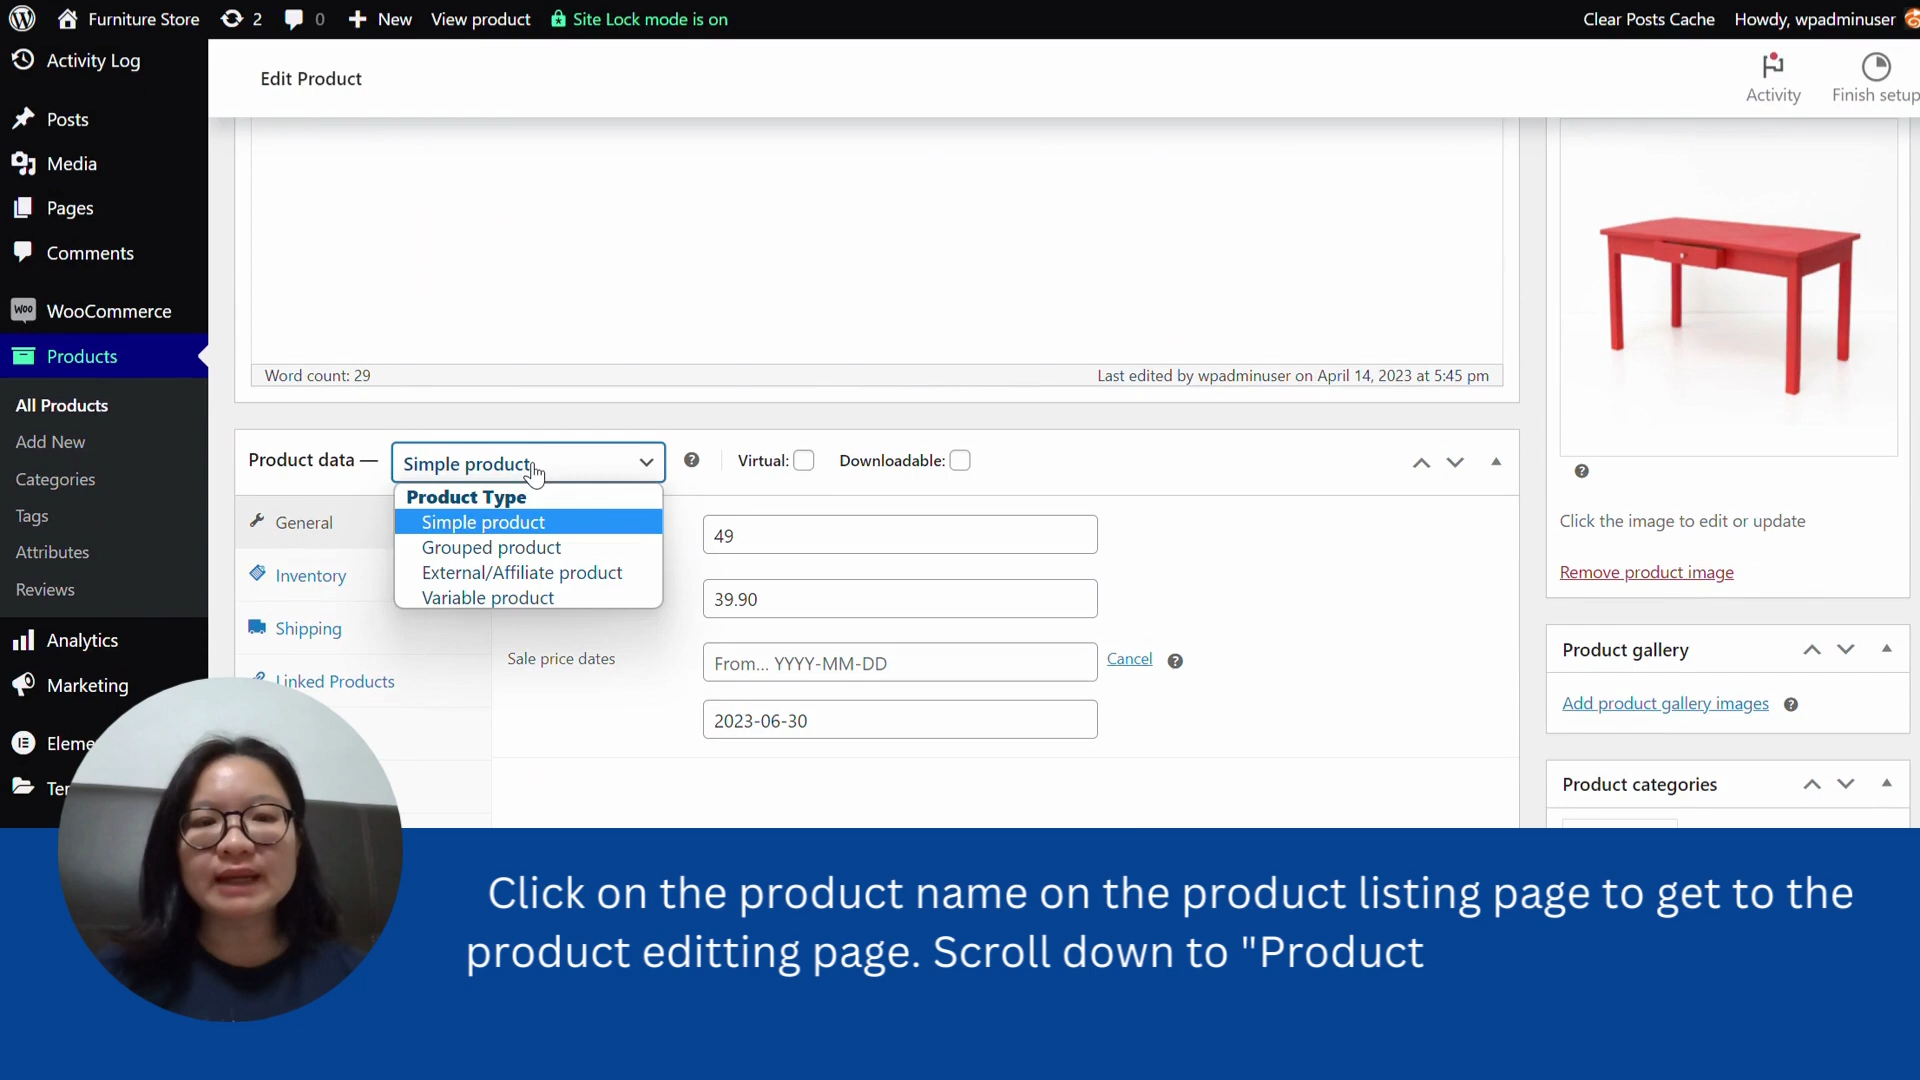 Furniture Store
2
0
New
View product
Site Lock mode is on
Clear Posts Cache
Howdy, wpadminuser
Activity Log
Posts
Media
Pages
Comments
WOO
WooCommerce
Products
All Products
Add New
Categories
Tags
Attributes
Reviews
Analytics
Marketing
Edit Product
Activity
Finish setup
Word count: 29
Last edited by wpadminuser on April 14, 2023 at 5:45 pm
Product data —
Simple product
Virtual:
Downloadable:
Product Type
Simple product
Grouped product
External/Affiliate product
Variable product
General
Inventory
Shipping
Linked Products
49
39.90
Sale price dates
From… YYYY-MM-DD
Cancel
2023-06-30
Click the image to edit or update
Remove product image
Product gallery
Add product gallery images
Product categories
Click on the product name on the product listing page to get to the
product editting page. Scroll down to "Product